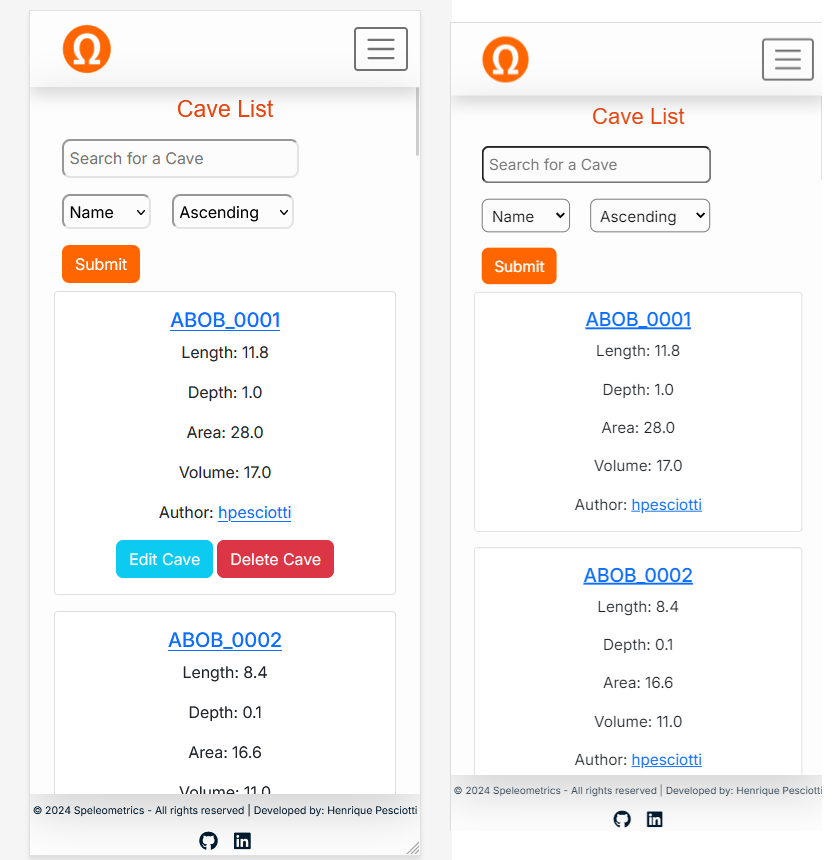 Ω
Cave List
Search for a Cave
Name Ascending
Submit
ABOB_0001
Length: 11.8
Depth: 1.0
Area: 28.0
Volume: 17.0
Author: hpesciotti
Edit Cave Delete Cave
ABOB_0002
Length: 8.4
Depth: 0.1
Area: 16.6
Volume: 11.0
© 2024 Speleometrics - All rights reserved | Developed by: Henrique Pesciotti
in
Ω
Cave List
Search for a Cave
Name Ascending
Submit
ABOB_0001
Length: 11.8
Depth: 1.0
Area: 28.0
Volume: 17.0
Author: hpesciotti
ABOB_0002
Length: 8.4
Depth: 0.1
Area: 16.6
Volume: 11.0
Author: hpesciotti
© 2024 Speleometrics - All rights reserved | Developed by: Henrique Pesciotti
in